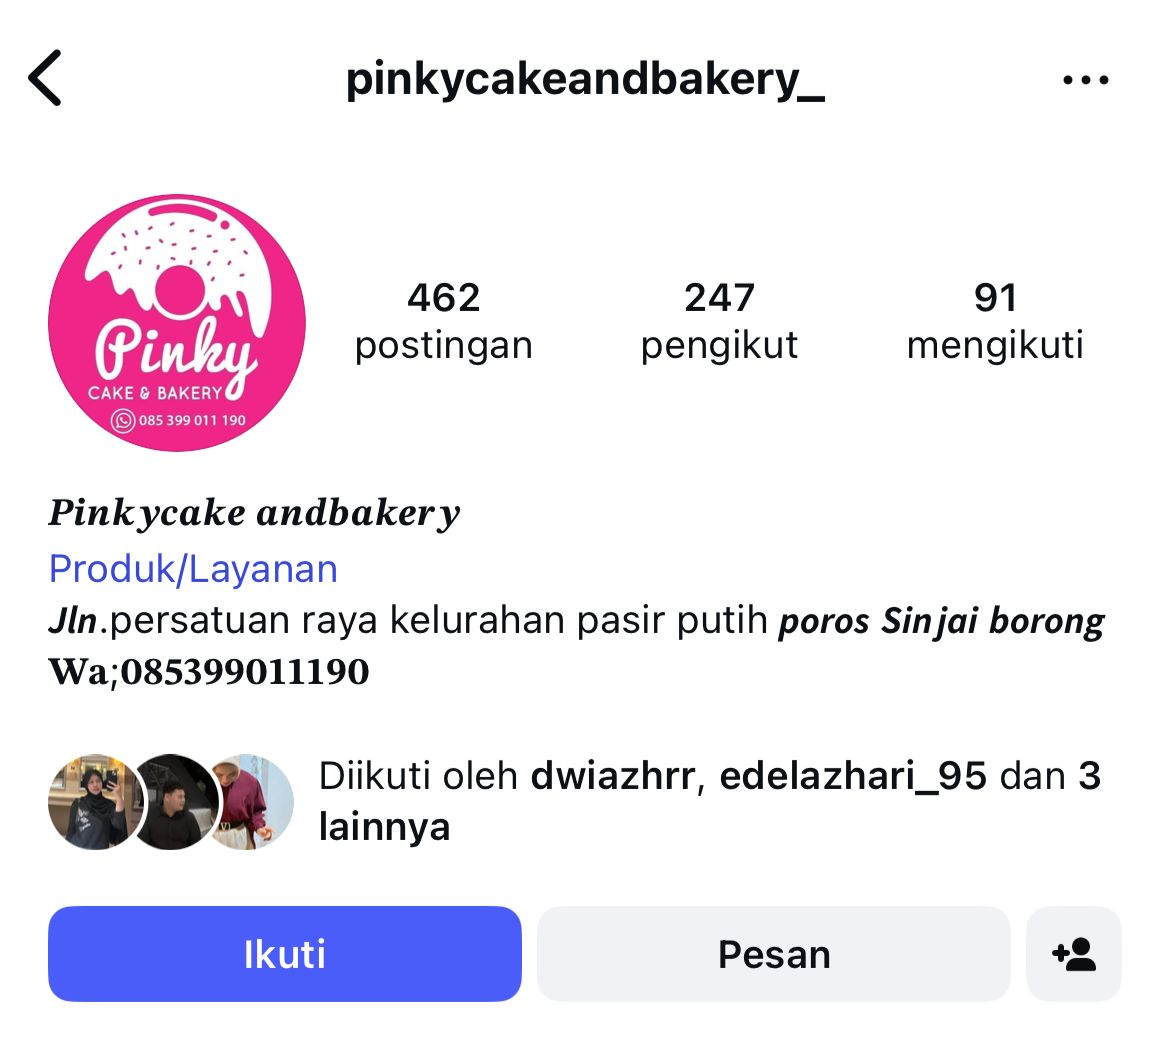 pinkycakeandbakery_
Pinky
CAKE & BAKERY
085 399 011 190
462
postingan
247
pengikut
91
mengikuti
Pinkycake andbakery
Produk/Layanan
Jln.persatuan raya kelurahan pasir putih poros Sinjai borong
Wa;085399011190
Diikuti oleh dwiazhrr, edelazhari_95 dan 3
lainnya
Ikuti
Pesan